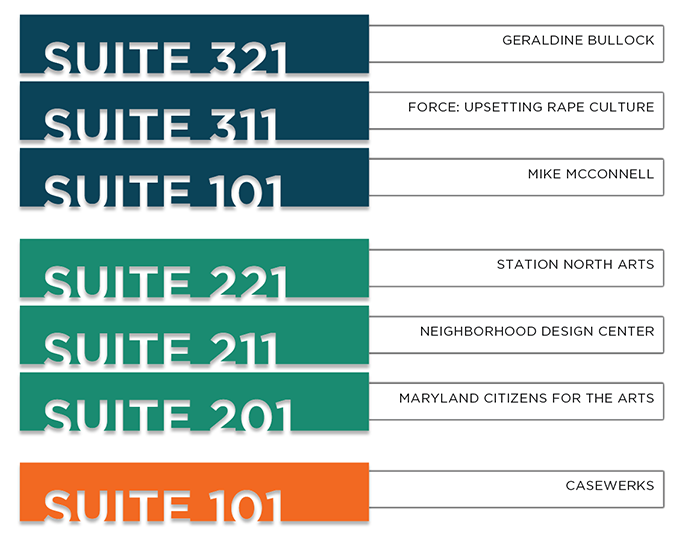 SUITE 321
GERALDINE BULLOCK
SUITE 311
FORCE: UPSETTING RAPE CULTURE
SUITE 101
MIKE MCCONNELL
SUITE 221
STATION NORTH ARTS
SUITE 211
NEIGHBORHOOD DESIGN CENTER
SUITE 201
MARYLAND CITIZENS FOR THE ARTS
SUITE 101
CASEWERKS